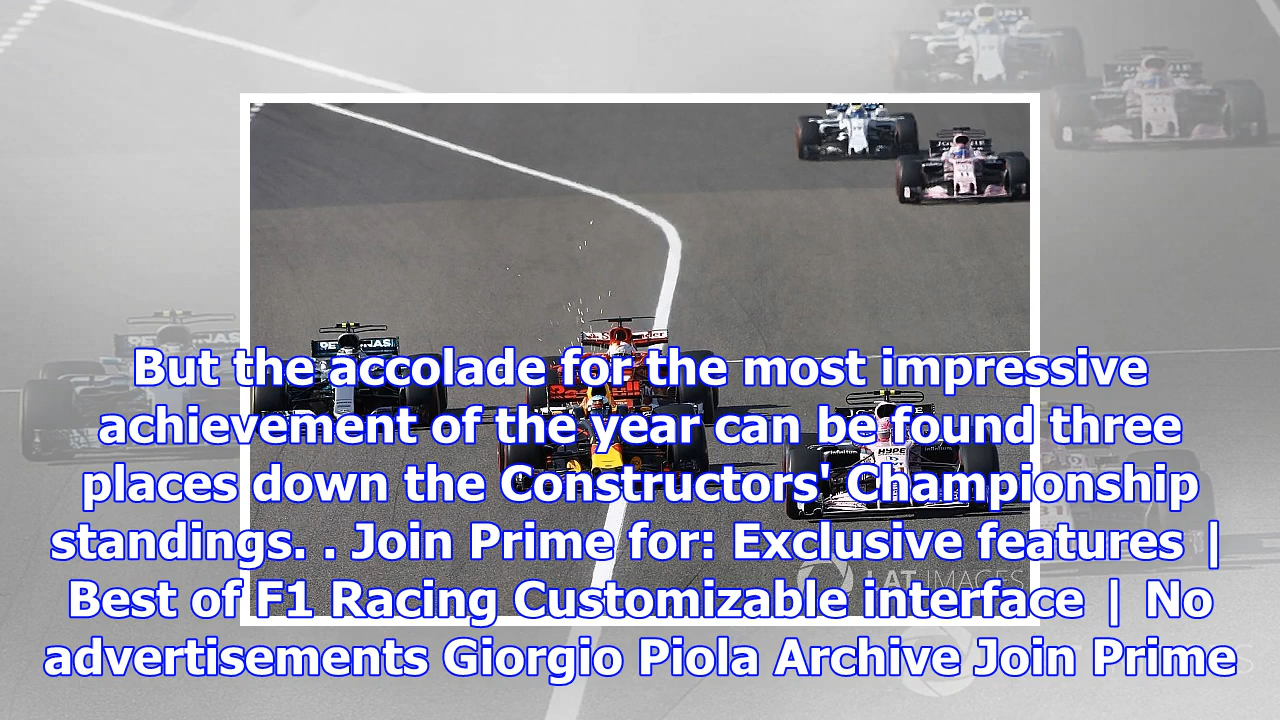 But the accolade for the most impressive
achievement of the year can be found three
places down the Constructors' Championship
standings. . Join Prime for: Exclusive features |
Best of F1 Racing Customizable interface | No
advertisements Giorgio Piola Archive Join Prime
LAT IMAGES